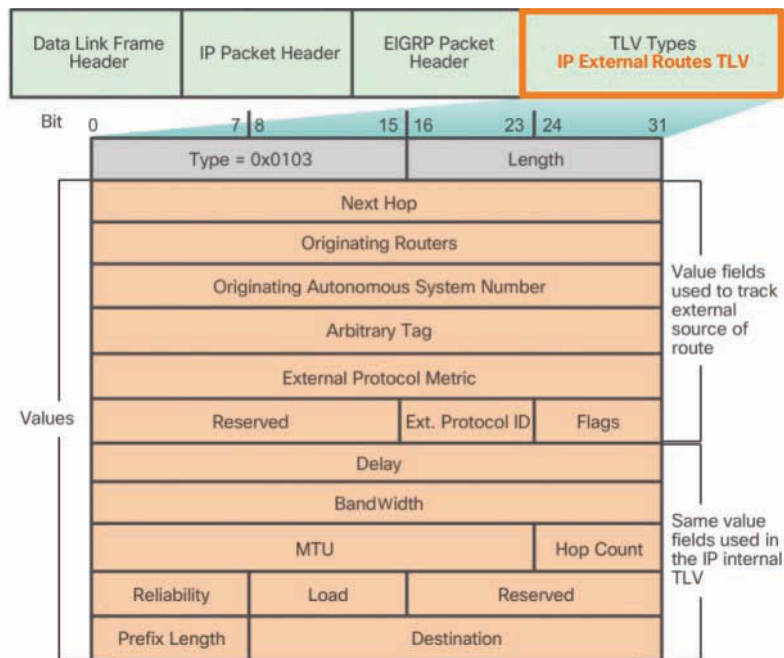 Data Link Frame
Header
IP Packet Header
EIGRP Packet
Header
TLV Types
IP External Routes TLV
Bit 0 7 8 15 16 23 24 31
Type = 0x0103 Length
Next Hop
Originating Routers
Originating Autonomous System Number
Arbitrary Tag
External Protocol Metric
Reserved Ext. Protocol ID Flags
Value fields
used to track
external
source of
route
Values
Delay
BandWidth
MTU Hop Count
Reliability Load Reserved
Prefix Length Destination
Same value
fields used in
the IP internal
TLV